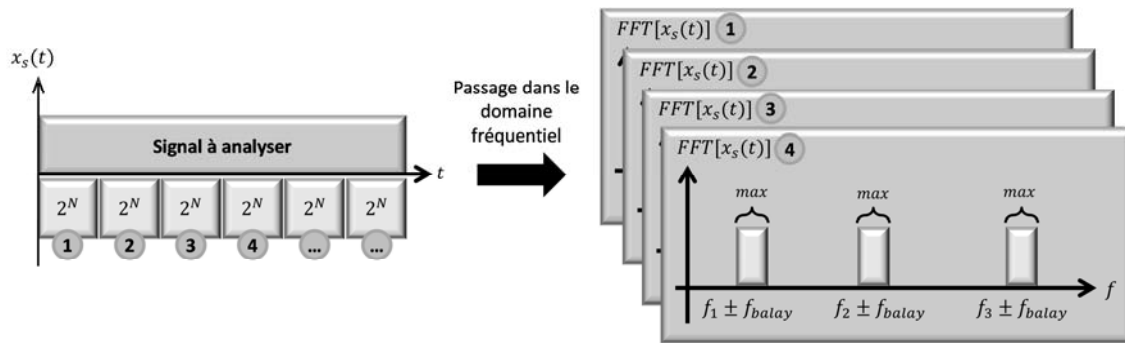 x_s(t)
Signal à analyser
t
2^N 2^N 2^N 2^N 2^N 2^N
1 2 3 4 ... ...
Passage dans le
domaine
fréquentiel
FFT[x_s(t)] 1
FFT[x_s(t)] 2
FFT[x_s(t)] 3
FFT[x_s(t)] 4
max max max
f
f_1 ± f_balay f_2 ± f_balay f_3 ± f_balay